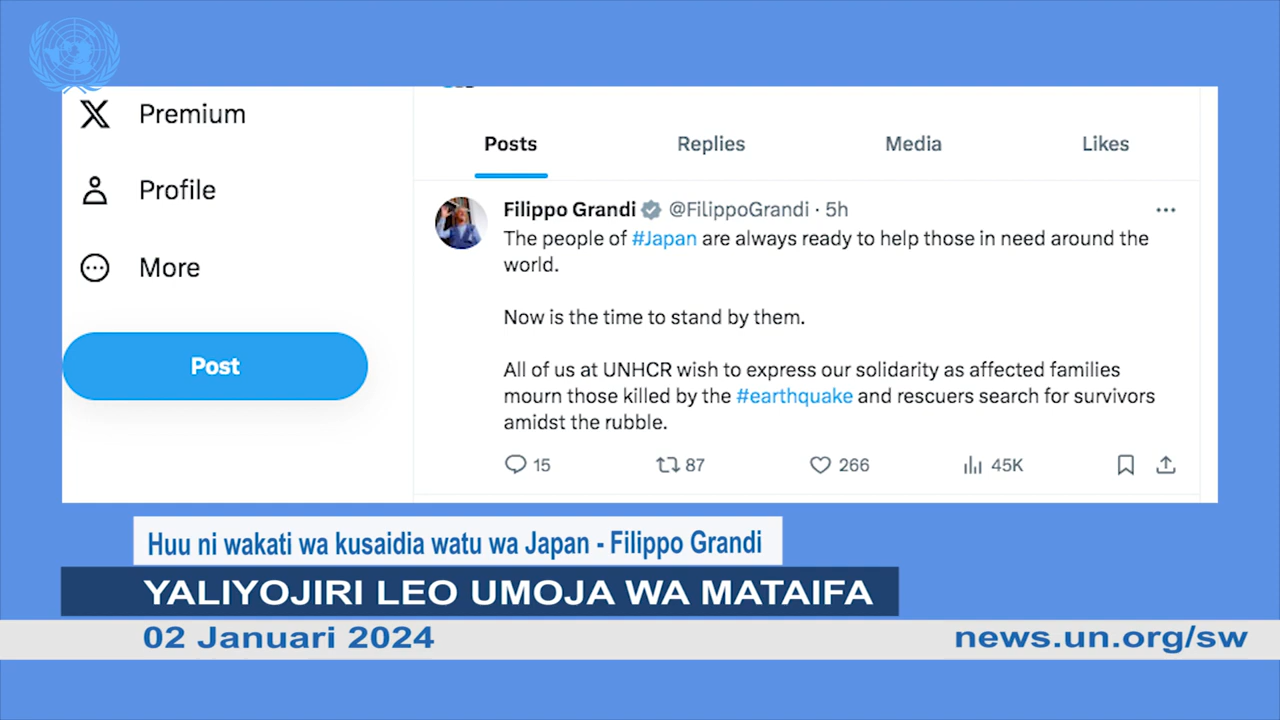 Premium
Profile
More
Post
Posts Replies Media Likes
Filippo Grandi @FilippoGrandi · 5h
The people of #Japan are always ready to help those in need around the
world.
Now is the time to stand by them.
All of us at UNHCR wish to express our solidarity as affected families
mourn those killed by the #earthquake and rescuers search for survivors
amidst the rubble.
15 87 266 45K
Huu ni wakati wa kusaidia watu wa Japan - Filippo Grandi
YALIYOJIRI LEO UMOJA WA MATAIFA
02 Januari 2024 news.un.org/sw